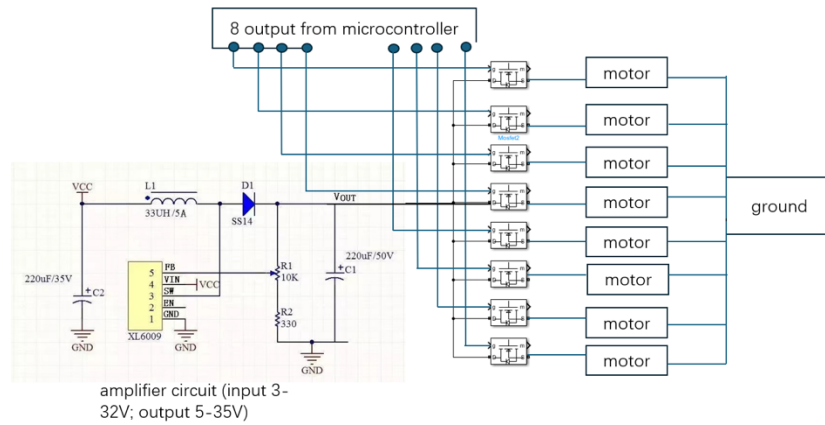 8 output from microcontroller
g
m
D
S
motor
g
m
D
S
Mosfet2
motor
g
m
D
S
motor
g
m
D
S
motor
g
m
D
S
motor
g
m
D
S
motor
g
m
D
S
motor
g
m
D
S
motor
ground
VCC
L1
33UH/5A
D1
SS14
VOUT
220uF/35V
C2
GND
5 FB
4 VIN
3 SW
2 EN
1 GND
XL6009
VCC
GND
R1
10K
R2
330
220uF/50V
C1
GND
amplifier circuit (input 3-
32V; output 5-35V)